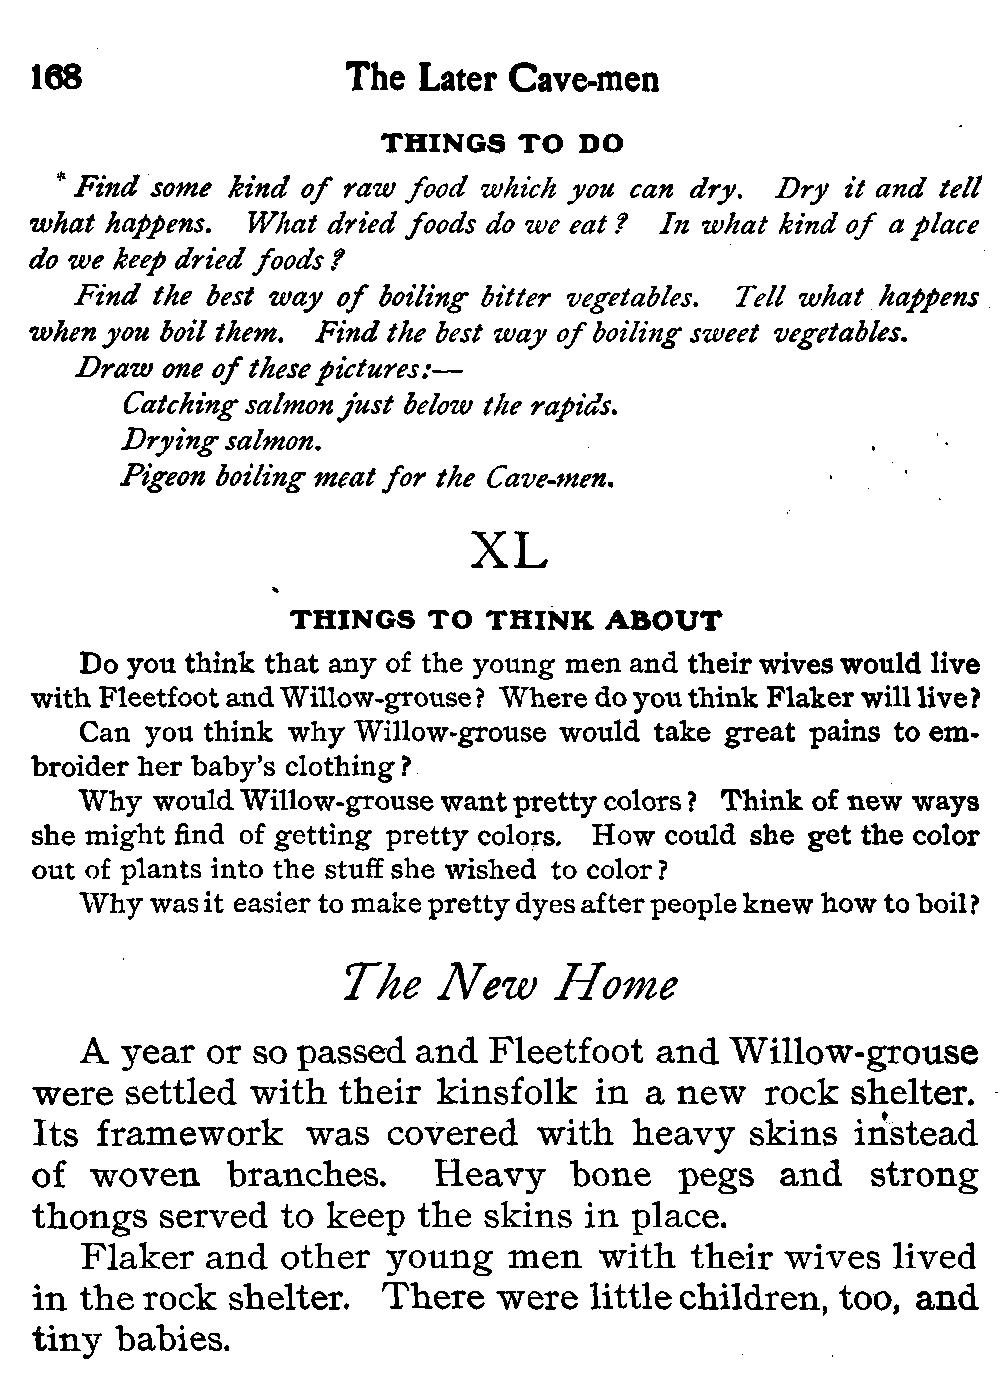 168 The Later Cave-men
THINGS TO DO
* Find some kind of raw food which you can dry. Dry it and tell
what happens. What dried foods do we eat? In what kind of a place
do we keep dried foods?
Find the best way of boiling bitter vegetables. Tell what happens
when you boil them. Find the best way of boiling sweet vegetables.
Draw one of these pictures:—
Catching salmon just below the rapids.
Drying salmon.
Pigeon boiling meat for the Cave-men.
XL
THINGS TO THINK ABOUT
Do you think that any of the young men and their wives would live
with Fleetfoot and Willow-grouse? Where do you think Flaker will live?
Can you think why Willow-grouse would take great pains to em-
broider her baby's clothing?
Why would Willow-grouse want pretty colors? Think of new ways
she might find of getting pretty colors. How could she get the color
out of plants into the stuff she wished to color?
Why was it easier to make pretty dyes after people knew how to boil?
The New Home
A year or so passed and Fleetfoot and Willow-grouse
were settled with their kinsfolk in a new rock shelter.
Its framework was covered with heavy skins instead
of woven branches. Heavy bone pegs and strong
thongs served to keep the skins in place.
Flaker and other young men with their wives lived
in the rock shelter. There were little children, too, and
tiny babies.